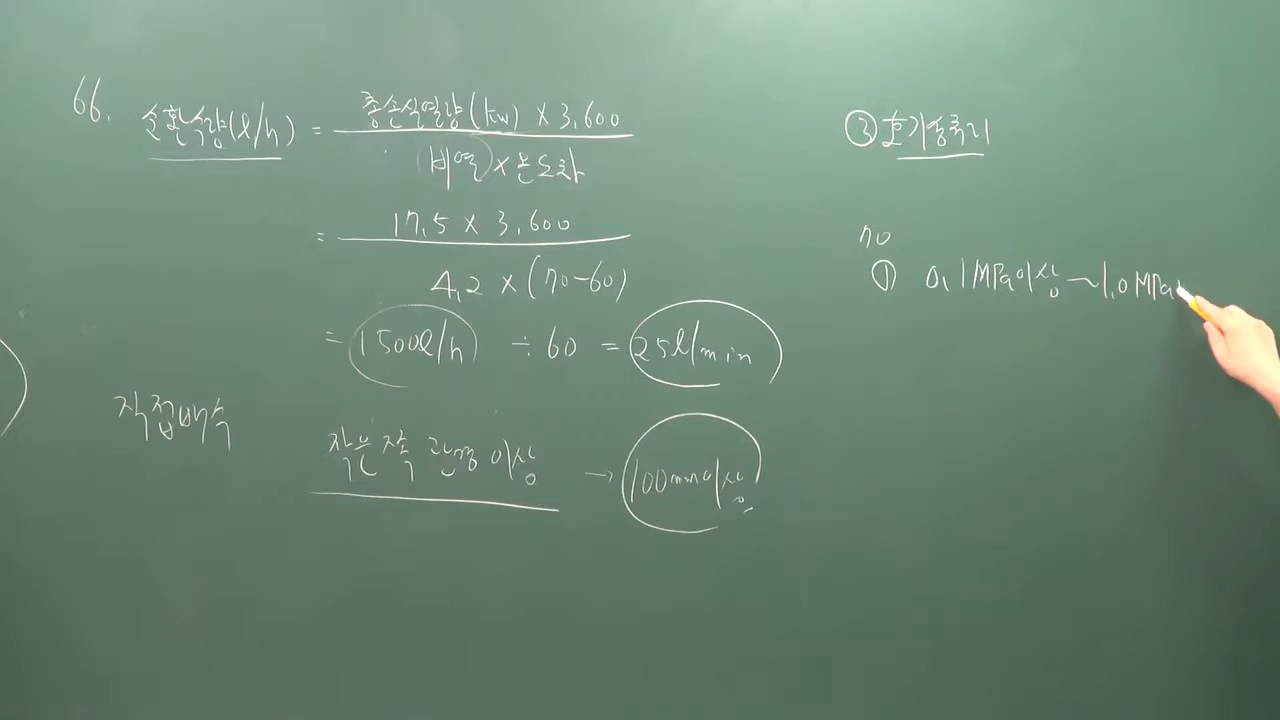 66. 순환수량(l/h) = 총손실열량(kw) × 3,600
비열 × 온도차
= 17.5 × 3,600
4.2 × (70-60)
= 1500l/h ÷ 60 = 25l/min
직접배수 작은쪽 관경 이상 → 100mm이상
③ 호기증축기
70
① 0.1MPa이상 ~ 1.0MPa